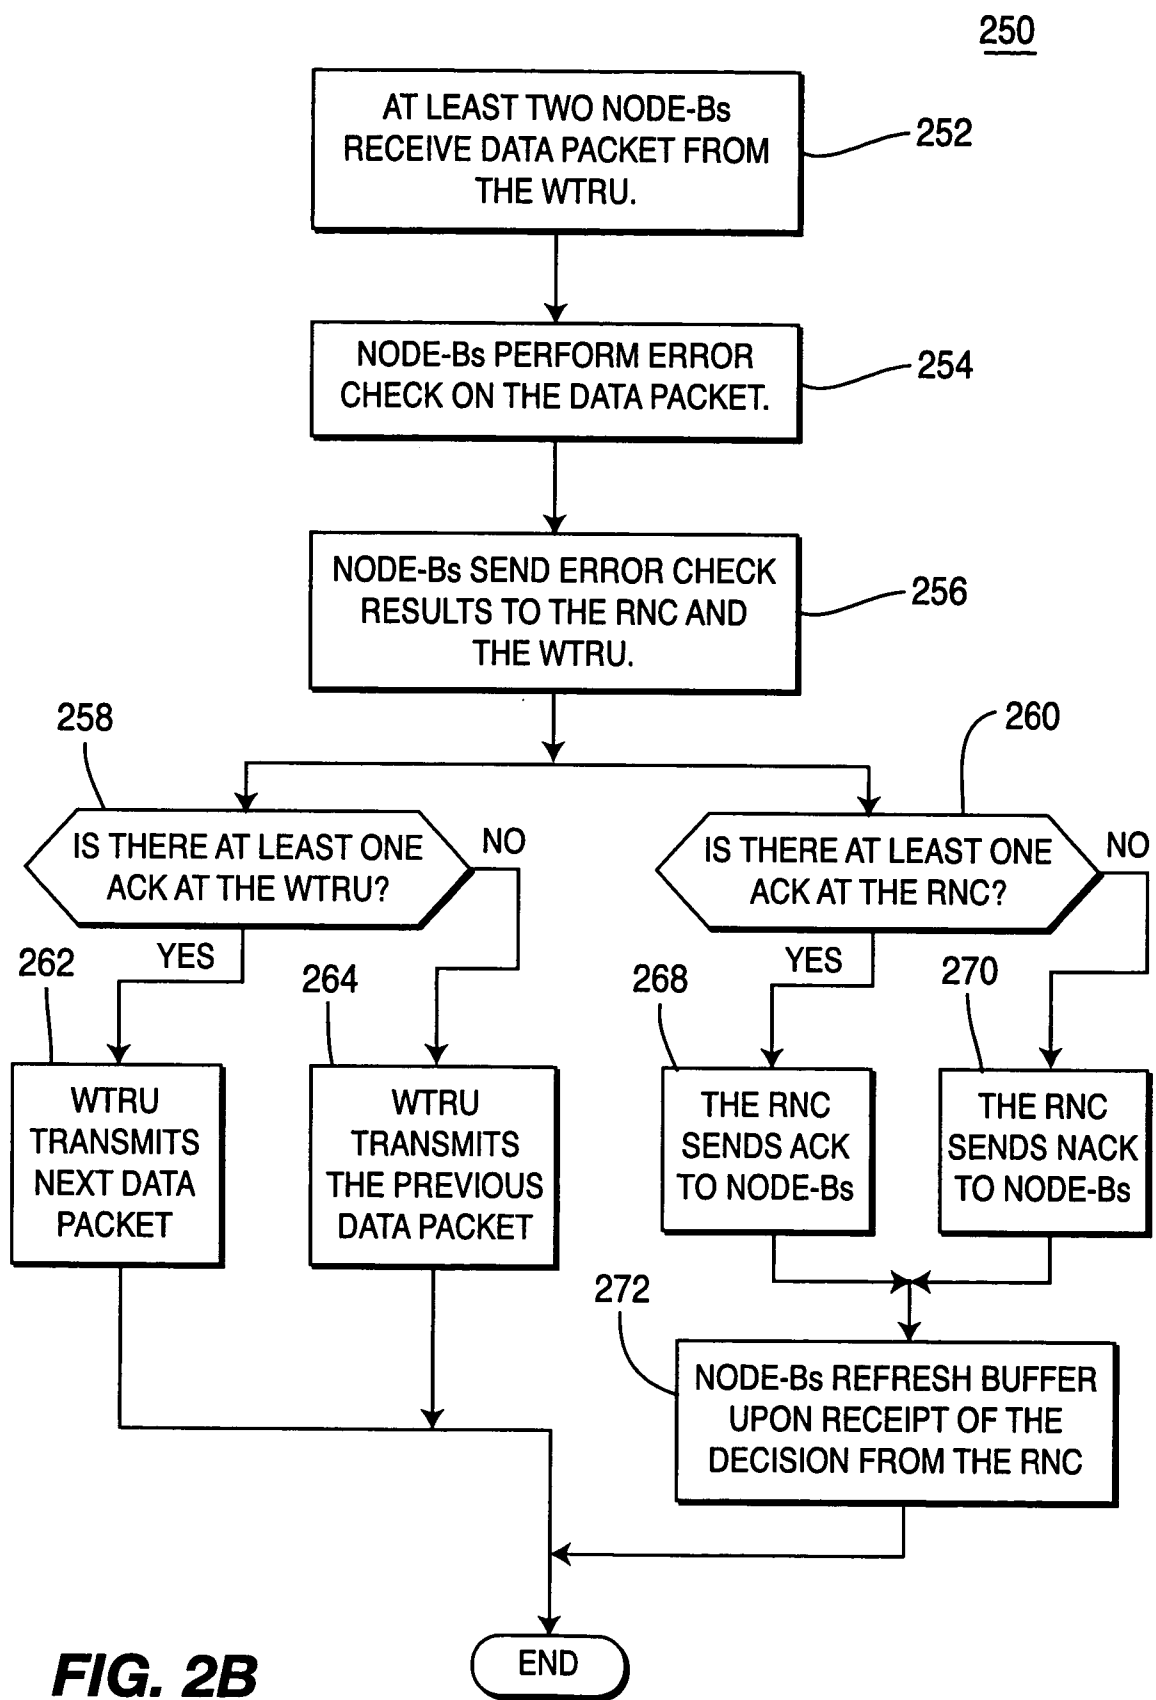 250
AT LEAST TWO NODE-Bs
RECEIVE DATA PACKET FROM
THE WTRU.
252
NODE-Bs PERFORM ERROR
CHECK ON THE DATA PACKET.
254
NODE-Bs SEND ERROR CHECK
RESULTS TO THE RNC AND
THE WTRU.
256
258
IS THERE AT LEAST ONE
ACK AT THE WTRU?
NO
YES
260
IS THERE AT LEAST ONE
ACK AT THE RNC?
NO
YES
262
WTRU
TRANSMITS
NEXT DATA
PACKET
264
WTRU
TRANSMITS
THE PREVIOUS
DATA PACKET
268
THE RNC
SENDS ACK
TO NODE-Bs
270
THE RNC
SENDS NACK
TO NODE-Bs
272
NODE-Bs REFRESH BUFFER
UPON RECEIPT OF THE
DECISION FROM THE RNC
END
FIG. 2B